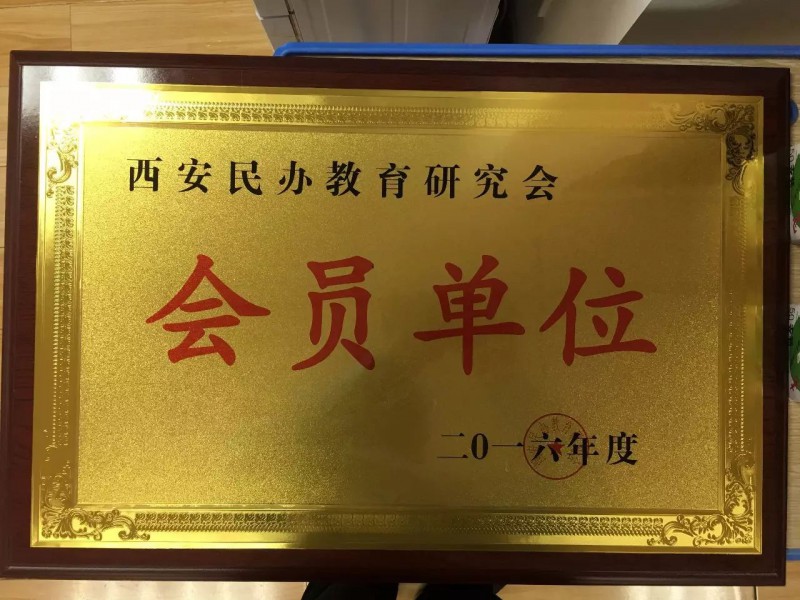 西安民办教育研究会
会员单位
二0一六年度